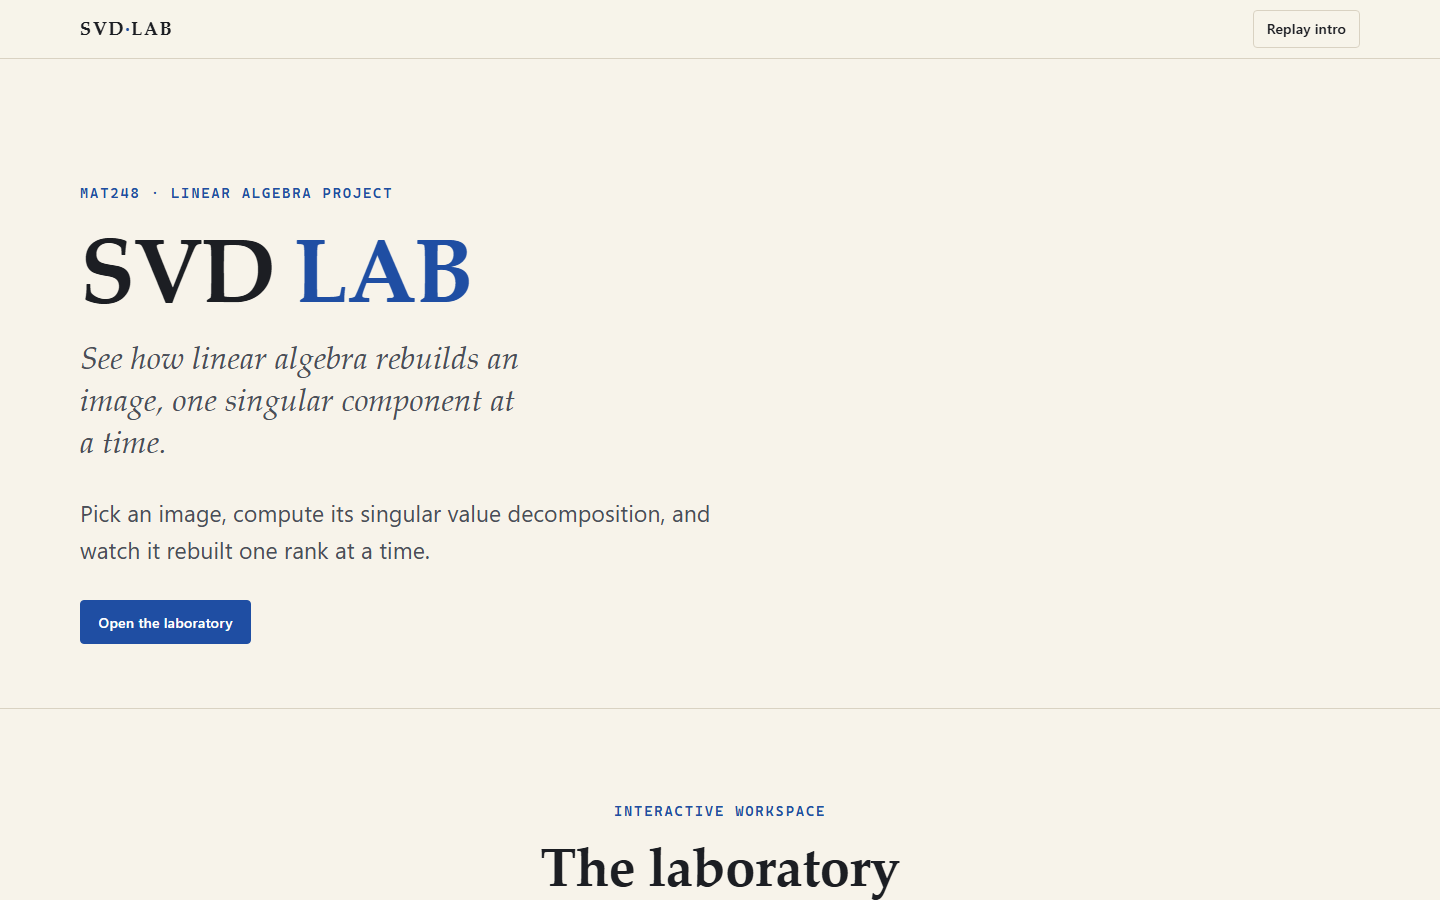 SVD·LAB
Replay intro
MAT248 · LINEAR ALGEBRA PROJECT
SVD LAB
See how linear algebra rebuilds an
image, one singular component at
a time.
Pick an image, compute its singular value decomposition, and
watch it rebuilt one rank at a time.
Open the laboratory
INTERACTIVE WORKSPACE
The laboratory